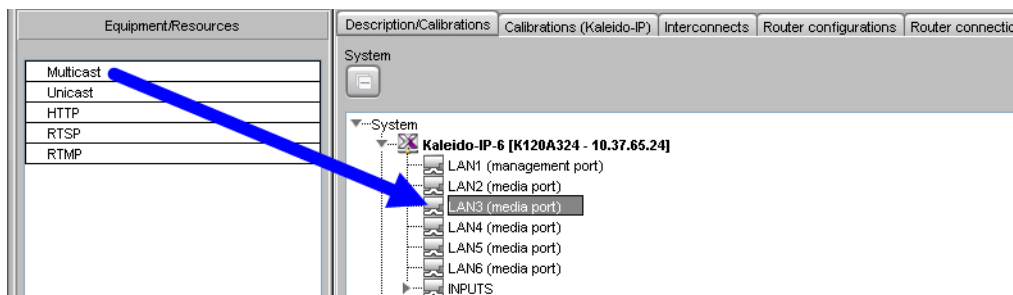 Equipment/Resources
Multicast
Unicast
HTTP
RTSP
RTMP
Description/Calibrations
Calibrations (Kaleido-IP)
Interconnects
Router configurations
Router connectio
System
System
Kaleido-IP-6 [K120A324 - 10.37.65.24]
LAN1 (management port)
LAN2 (media port)
LAN3 (media port)
LAN4 (media port)
LAN5 (media port)
LAN6 (media port)
INPUTS